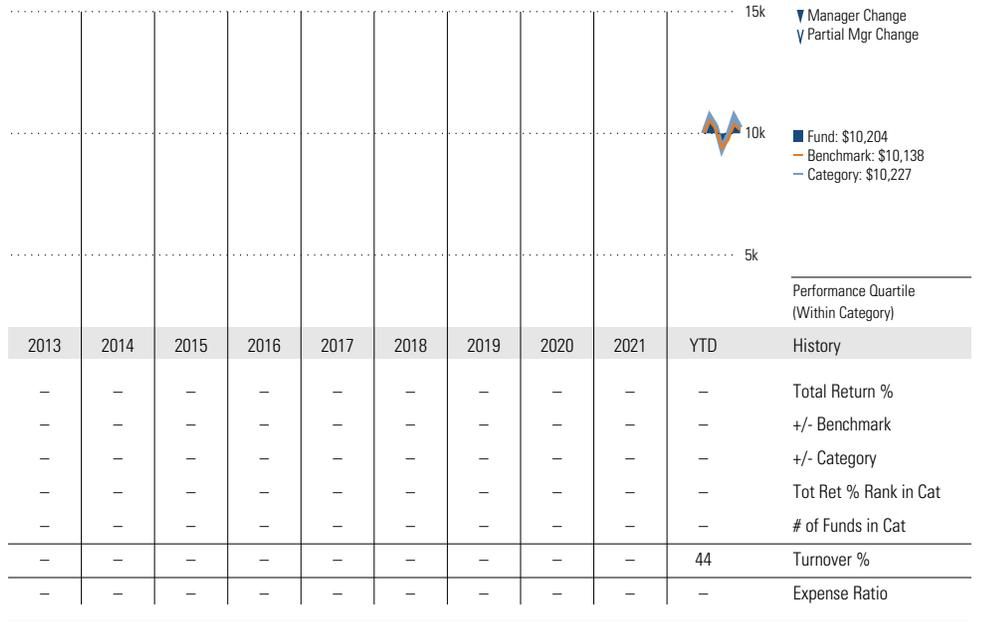 15k
Manager Change
Partial Mgr Change
10k
Fund: $10,204
Benchmark: $10,138
Category: $10,227
5k
Performance Quartile
(Within Category)
2013 2014 2015 2016 2017 2018 2019 2020 2021 YTD History
– – – – – – – – – – Total Return %
– – – – – – – – – – +/- Benchmark
– – – – – – – – – – +/- Category
– – – – – – – – – – Tot Ret % Rank in Cat
– – – – – – – – – – # of Funds in Cat
– – – – – – – – – 44 Turnover %
– – – – – – – – – – Expense Ratio